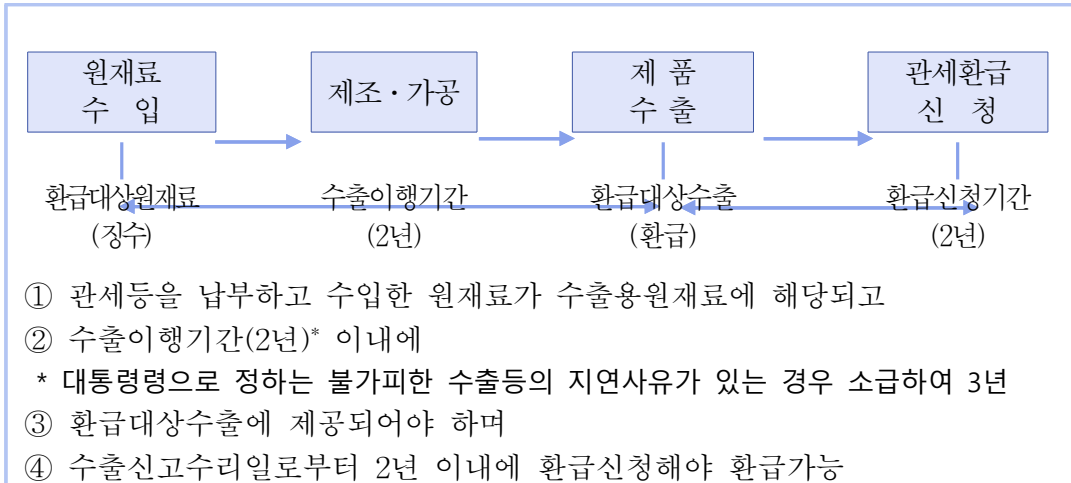 원재료
수 입
제조・가공
제 품
수 출
관세환급
신 청
환급대상원재료
(징수)
수출이행기간
(2년)
환급대상수출
(환급)
환급신청기간
(2년)
① 관세등을 납부하고 수입한 원재료가 수출용원재료에 해당되고
② 수출이행기간(2년)* 이내에
* 대통령령으로 정하는 불가피한 수출등의 지연사유가 있는 경우 소급하여 3년
③ 환급대상수출에 제공되어야 하며
④ 수출신고수리일로부터 2년 이내에 환급신청해야 환급가능